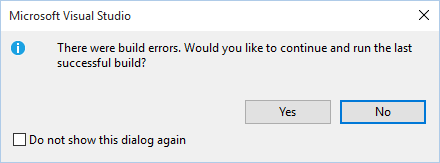 Microsoft Visual Studio
There were build errors. Would you like to continue and run the last
successful build?
Yes
No
Do not show this dialog again